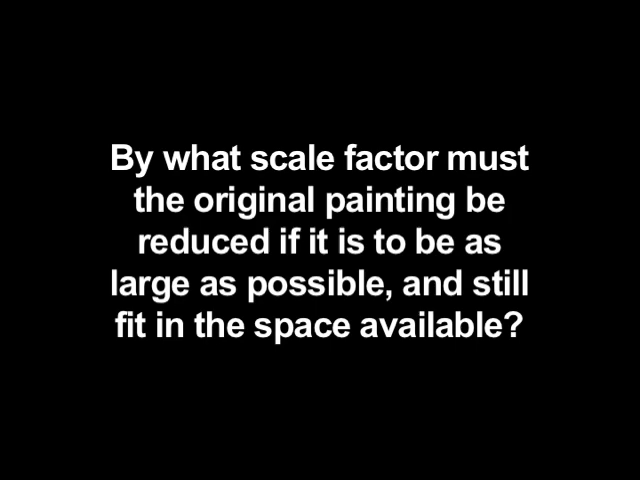 By what scale factor must
the original painting be
reduced if it is to be as
large as possible, and still
fit in the space available?